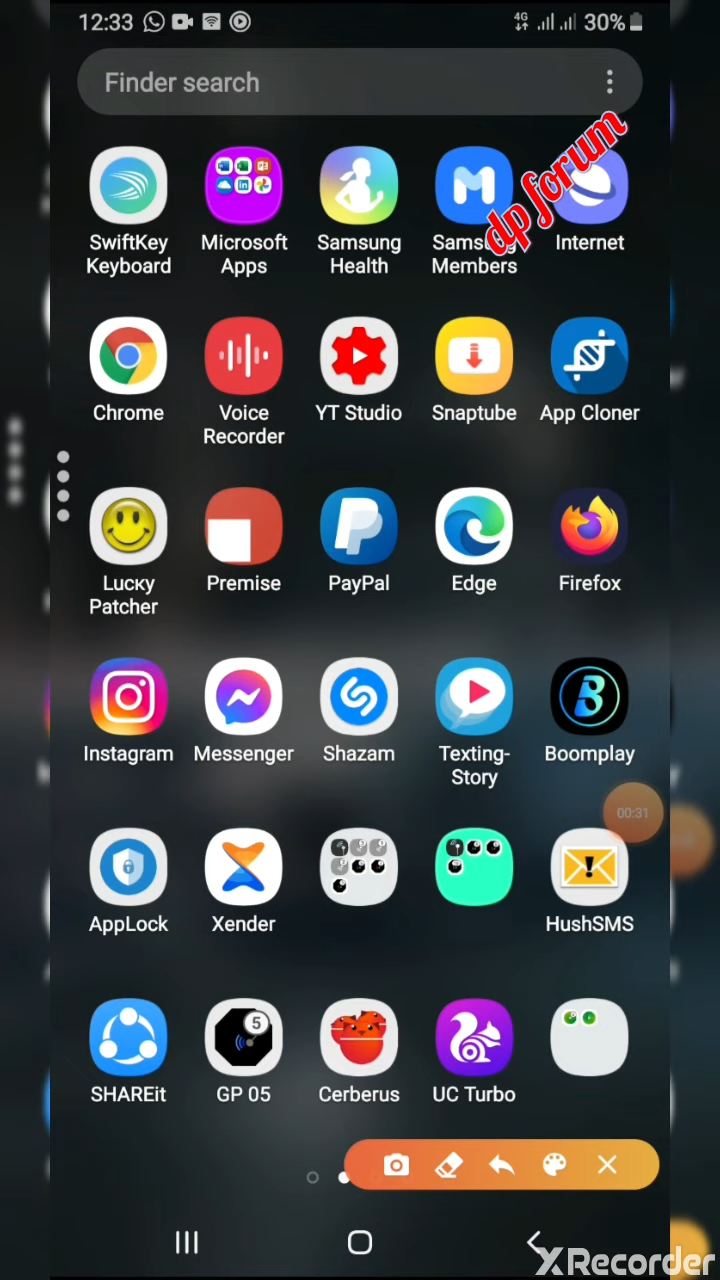 12:33
4G
30%
Finder search
dp forum
SwiftKey Keyboard
Microsoft Apps
Samsung Health
Samsung Members
Internet
Chrome
Voice Recorder
YT Studio
Snaptube
App Cloner
Lucky Patcher
Premise
PayPal
Edge
Firefox
Instagram
Messenger
Shazam
Texting-Story
Boomplay
00:31
AppLock
Xender
HushSMS
SHAREit
5
GP 05
Cerberus
UC Turbo
XRecorder